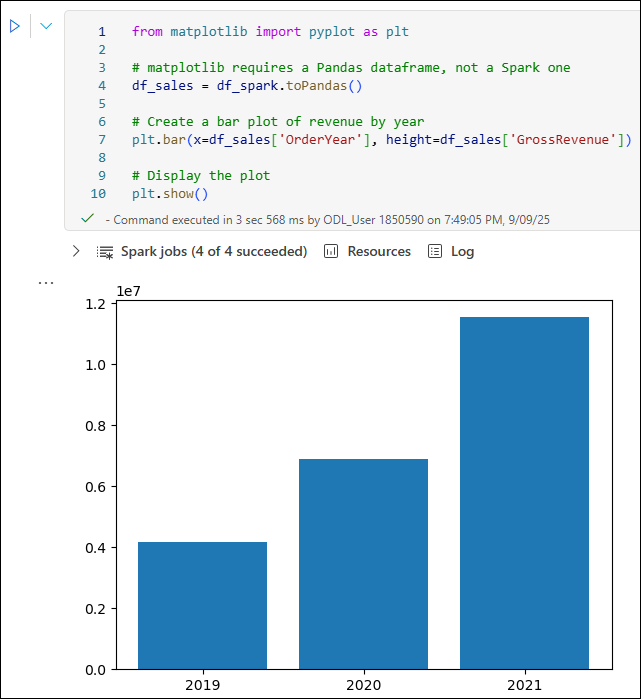 1 from matplotlib import pyplot as plt
2
3 # matplotlib requires a Pandas dataframe, not a Spark one
4 df_sales = df_spark.toPandas()
5
6 # Create a bar plot of revenue by year
7 plt.bar(x=df_sales['OrderYear'], height=df_sales['GrossRevenue'])
8
9 # Display the plot
10 plt.show()
- Command executed in 3 sec 568 ms by ODL_User 1850590 on 7:49:05 PM, 9/09/25
Spark jobs (4 of 4 succeeded) Resources Log
...
1e7
1.2
1.0
0.8
0.6
0.4
0.2
0.0
2019 2020 2021